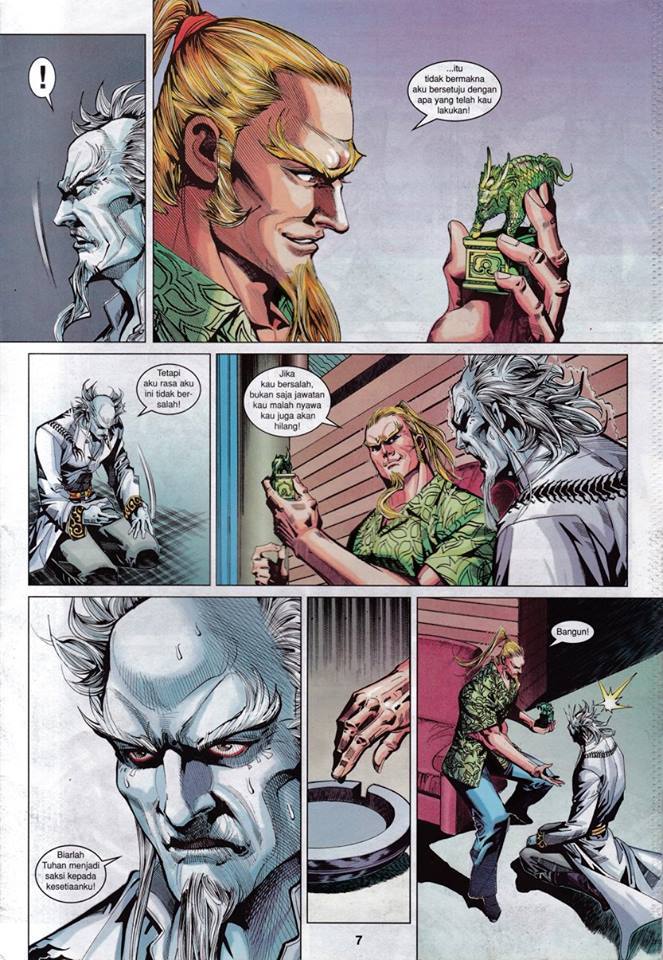 !
...itu
tidak bermakna
aku bersetuju dengan
apa yang telah kau
lakukan!
Tetapi
aku rasa aku
ini tidak ber-
salah!
Jika
kau bersalah,
bukan saja jawatan
kau malah nyawa
kau juga akan
hilang!
Biarlah
Tuhan menjadi
saksi kepada
kesetiaanku!
Bangun!
7